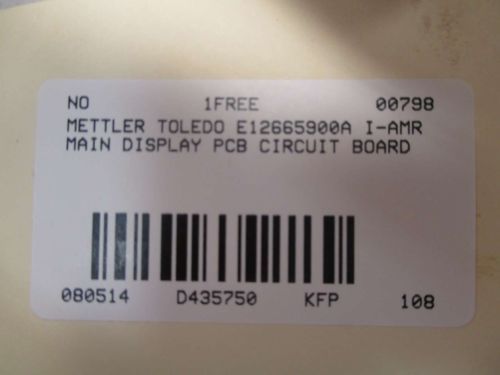 NO 1FREE 00798
METTLER TOLEDO E12665900A I-AMR
MAIN DISPLAY PCB CIRCUIT BOARD
080514 D435750 KFP 108